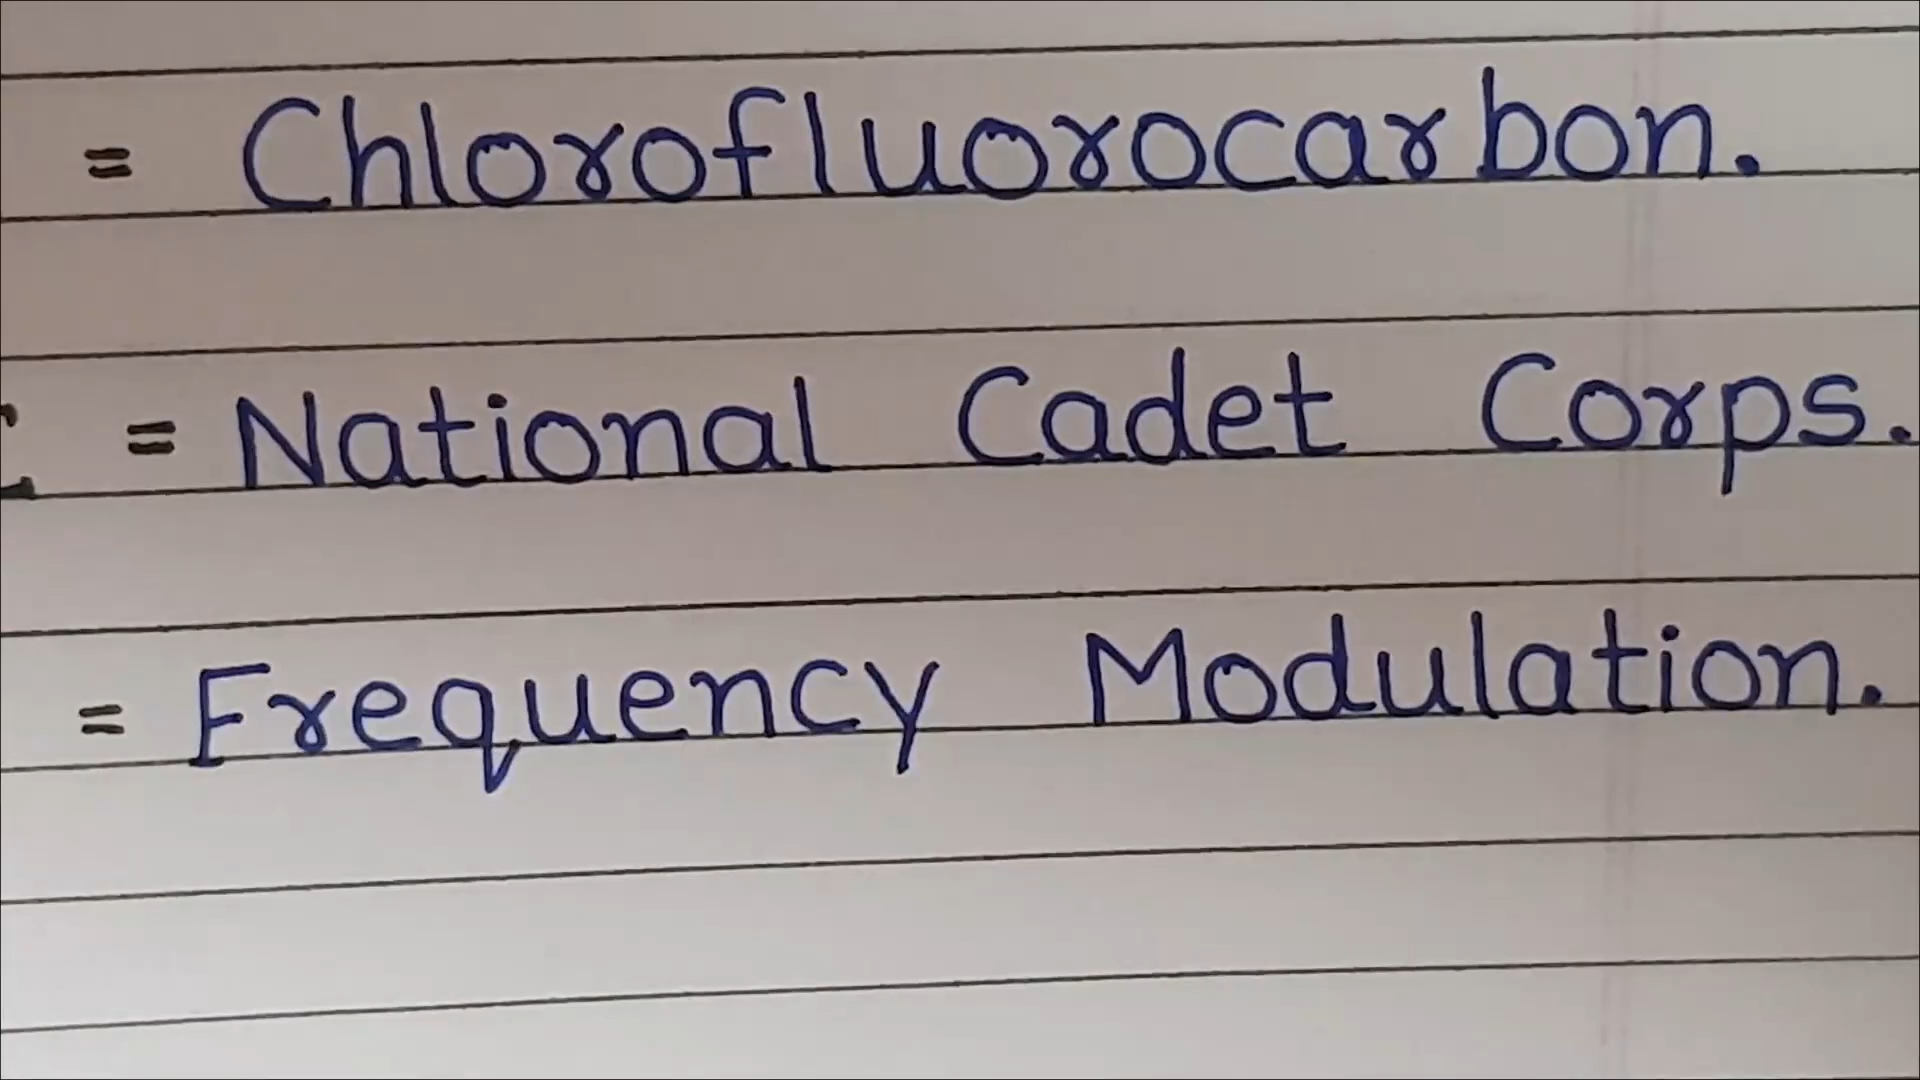 = Chlorofluorocarbon.
= National Cadet Corps.
= Frequency Modulation.